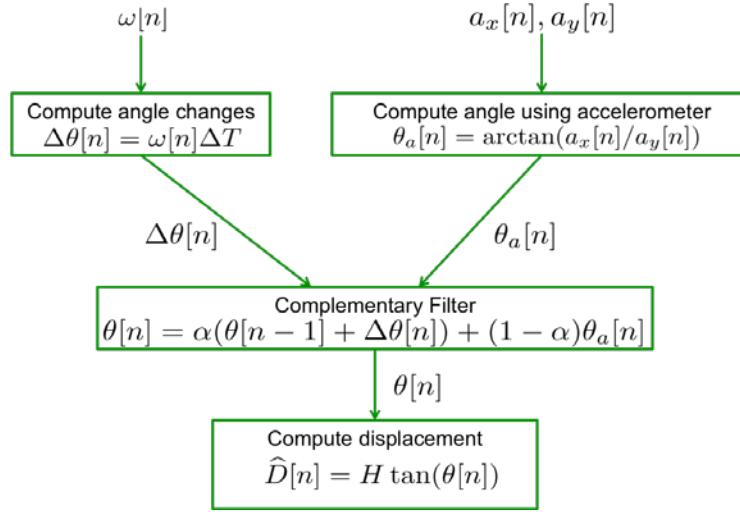 ω[n]
a_x[n], a_y[n]
Compute angle changes
Δθ[n] = ω[n]ΔT
Compute angle using accelerometer
θ_a[n] = arctan(a_x[n]/a_y[n])
Δθ[n]
θ_a[n]
Complementary Filter
θ[n] = α(θ[n − 1] + Δθ[n]) + (1 − α)θ_a[n]
θ[n]
Compute displacement
D̂[n] = H tan(θ[n])